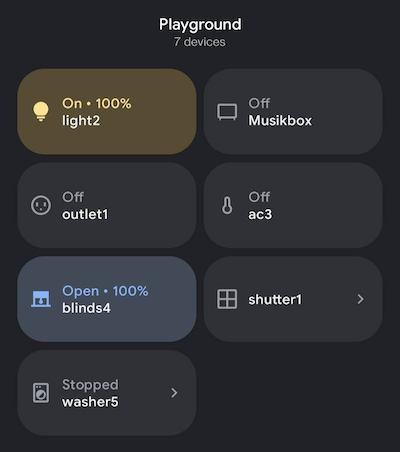 Playground
7 devices
On • 100%
light2
Off
Musikbox
Off
outlet1
Off
ac3
Open • 100%
blinds4
shutter1
Stopped
washer5